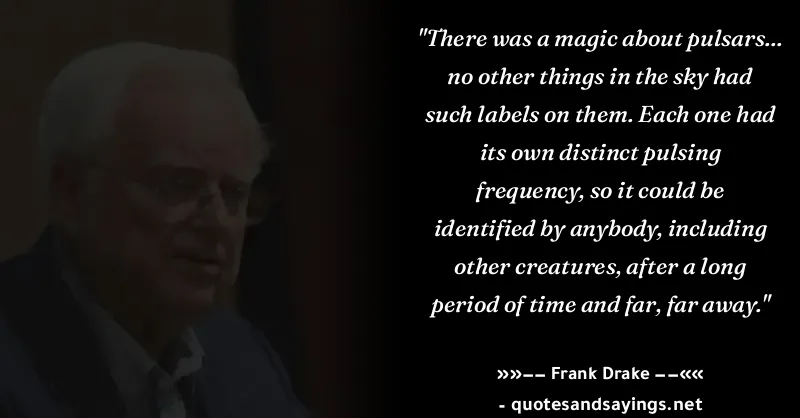 "There was a magic about pulsars...
no other things in the sky had
such labels on them. Each one had
its own distinct pulsing
frequency, so it could be
identified by anybody, including
other creatures, after a long
period of time and far, far away."
»»–– Frank Drake ––««
- quotesandsayings.net